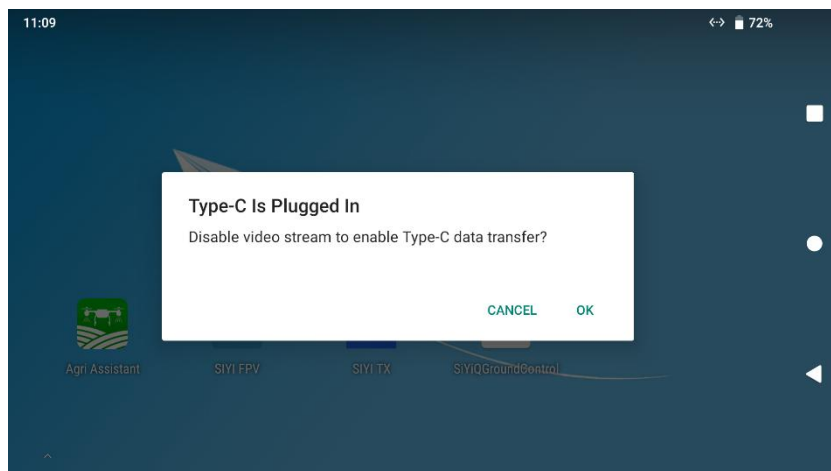 11:09
72%
Type-C Is Plugged In
Disable video stream to enable Type-C data transfer?
CANCEL OK
Agri Assistant SIYI FPV SIYI TX SiYiQGroundControl